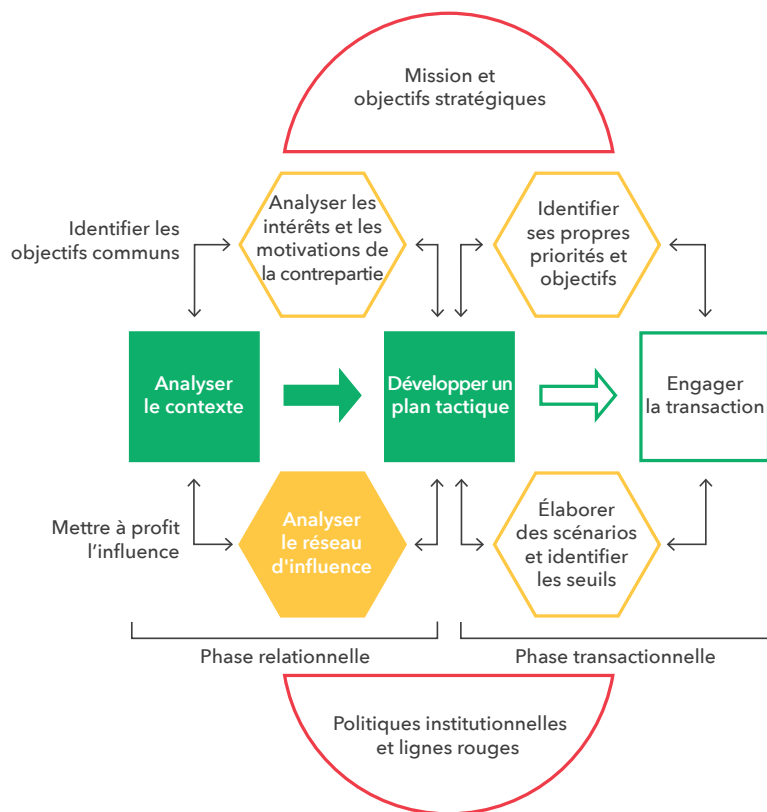 Mission et
objectifs stratégiques
Identifier les
objectifs communs
Analyser les
intérêts et les
motivations de
la contrepartie
Identifier
ses propres
priorités et
objectifs
Analyser
le contexte
Développer un
plan tactique
Engager
la transaction
Mettre à profit
l’influence
Analyser
le réseau
d'influence
Élaborer
des scénarios
et identifier
les seuils
Phase relationnelle
Phase transactionnelle
Politiques institutionnelles
et lignes rouges